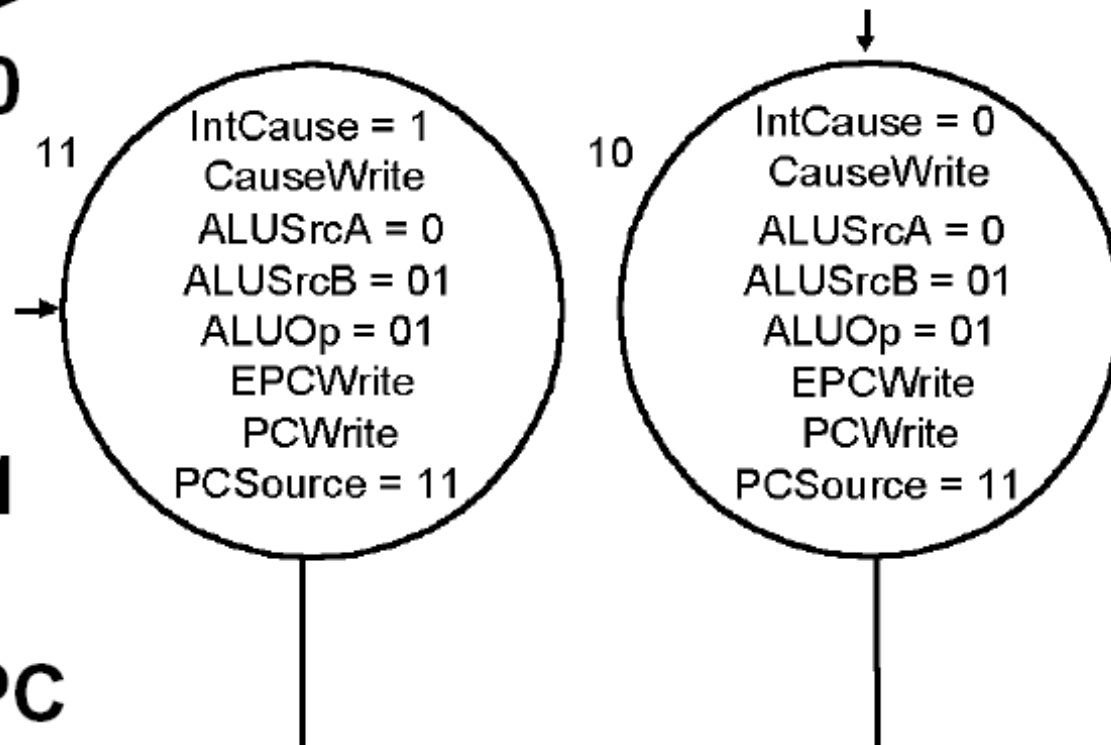 11
IntCause = 1
CauseWrite
ALUSrcA = 0
ALUSrcB = 01
ALUOp = 01
EPCWrite
PCWrite
PCSource = 11
10
IntCause = 0
CauseWrite
ALUSrcA = 0
ALUSrcB = 01
ALUOp = 01
EPCWrite
PCWrite
PCSource = 11
PC